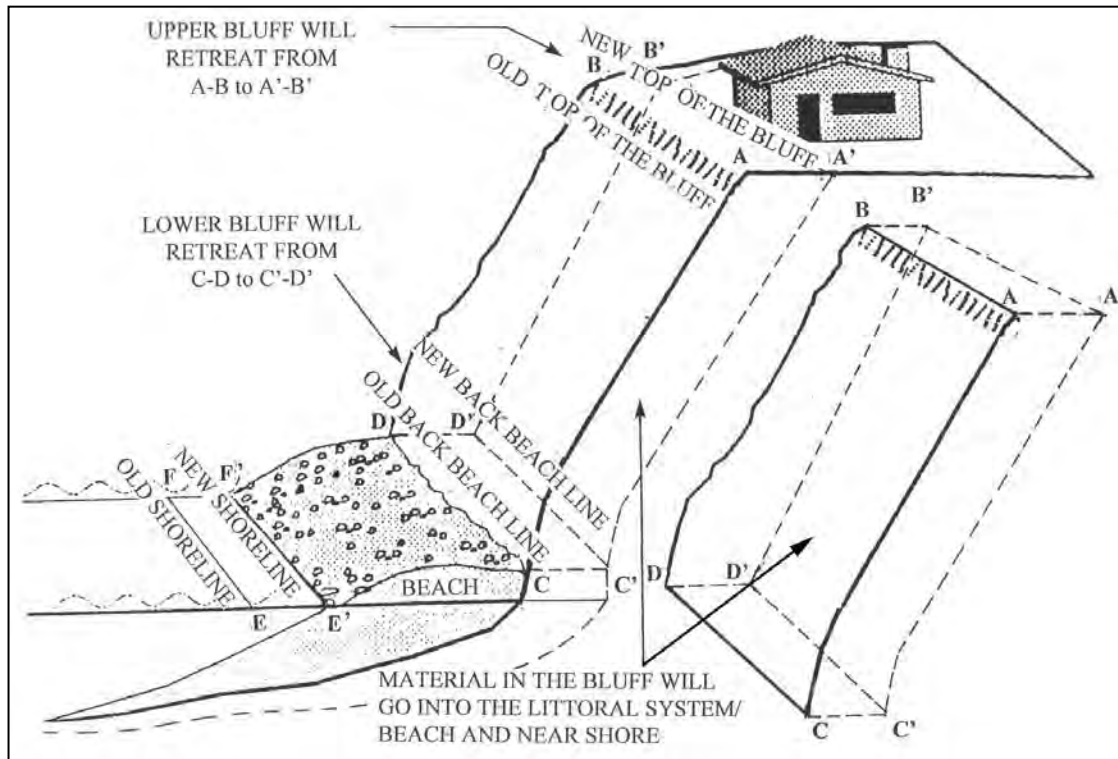 UPPER BLUFF WILL
RETREAT FROM
A-B to A'-B'
B'
B
NEW TOP OF THE BLUFF
OLD TOP OF THE BLUFF
A
A'
B'
B
A
A
LOWER BLUFF WILL
RETREAT FROM
C-D to C'-D'
NEW BACK BEACH LINE
OLD BACK BEACH LINE
D
D'
F
F'
OLD SHORELINE
NEW SHORELINE
BEACH
C
C'
E
E'
D
D'
MATERIAL IN THE BLUFF WILL
GO INTO THE LITTORAL SYSTEM/
BEACH AND NEAR SHORE
C
C'